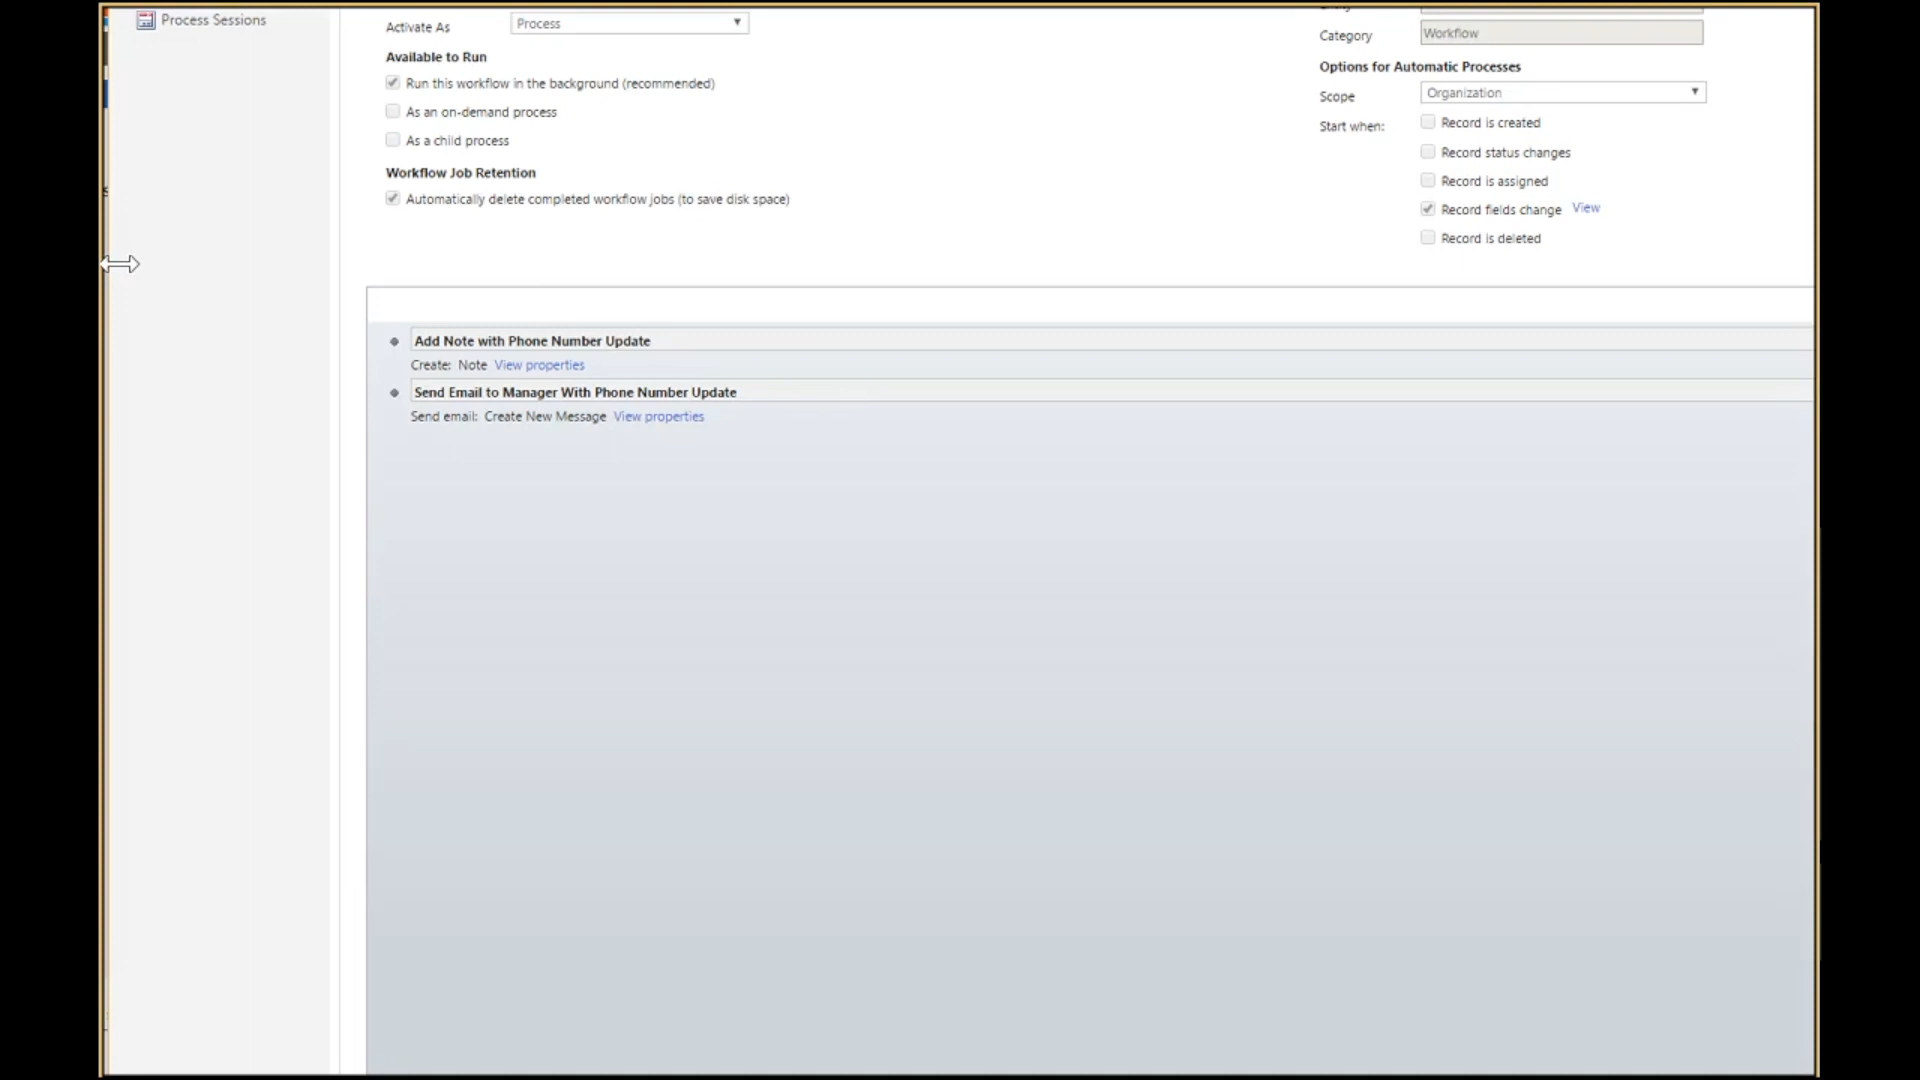 Process Sessions
Activate As
Process
Available to Run
Run this workflow in the background (recommended)
As an on-demand process
As a child process
Workflow Job Retention
Automatically delete completed workflow jobs (to save disk space)
Category
Workflow
Options for Automatic Processes
Scope
Organization
Start when:
Record is created
Record status changes
Record is assigned
Record fields change View
Record is deleted
Add Note with Phone Number Update
Create: Note View properties
Send Email to Manager With Phone Number Update
Send email: Create New Message View properties